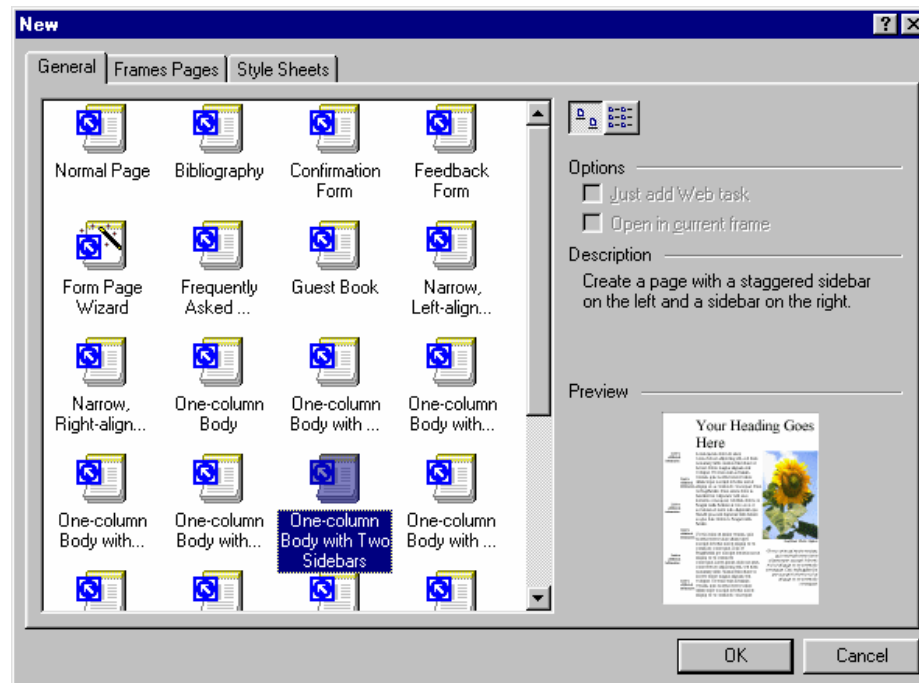 New
General Frames Pages Style Sheets
Normal Page Bibliography Confirmation Feedback
Form Form
Form Page Frequently Guest Book Narrow,
Wizard Asked ... Left-align...
Narrow, One-column One-column One-column
Right-align... Body Body with ... Body with...
One-column One-column One-column One-column
Body with... Body with... Body with Two Body with ...
Sidebars
Options
Just add Web task
Open in current frame
Description
Create a page with a staggered sidebar
on the left and a sidebar on the right.
Preview
Your Heading Goes
Here
OK Cancel